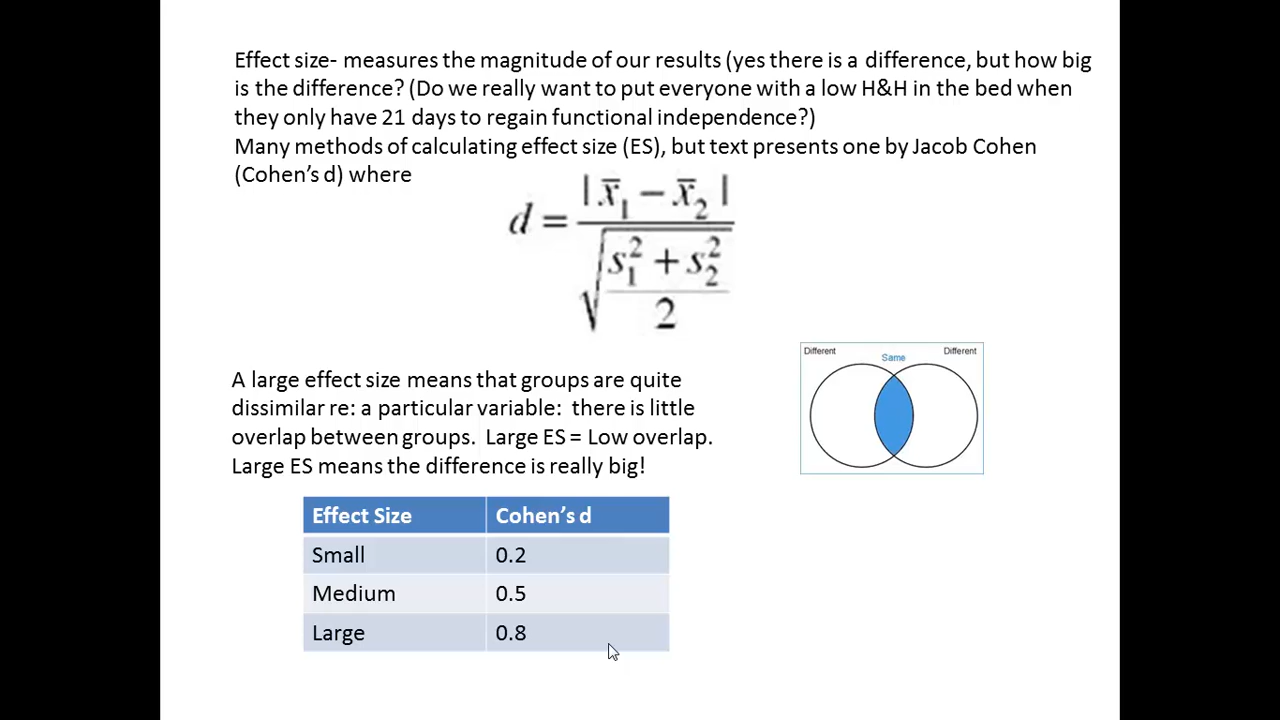 Effect size- measures the magnitude of our results (yes there is a difference, but how big
is the difference? (Do we really want to put everyone with a low H&H in the bed when
they only have 21 days to regain functional independence?)
Many methods of calculating effect size (ES), but text presents one by Jacob Cohen
(Cohen's d) where
d = | x̄₁ − x̄₂ | / √((s₁² + s₂²) / 2)
Different Same Different
A large effect size means that groups are quite
dissimilar re: a particular variable:  there is little
overlap between groups.  Large ES = Low overlap.
Large ES means the difference is really big!
Effect Size Cohen's d
Small 0.2
Medium 0.5
Large 0.8